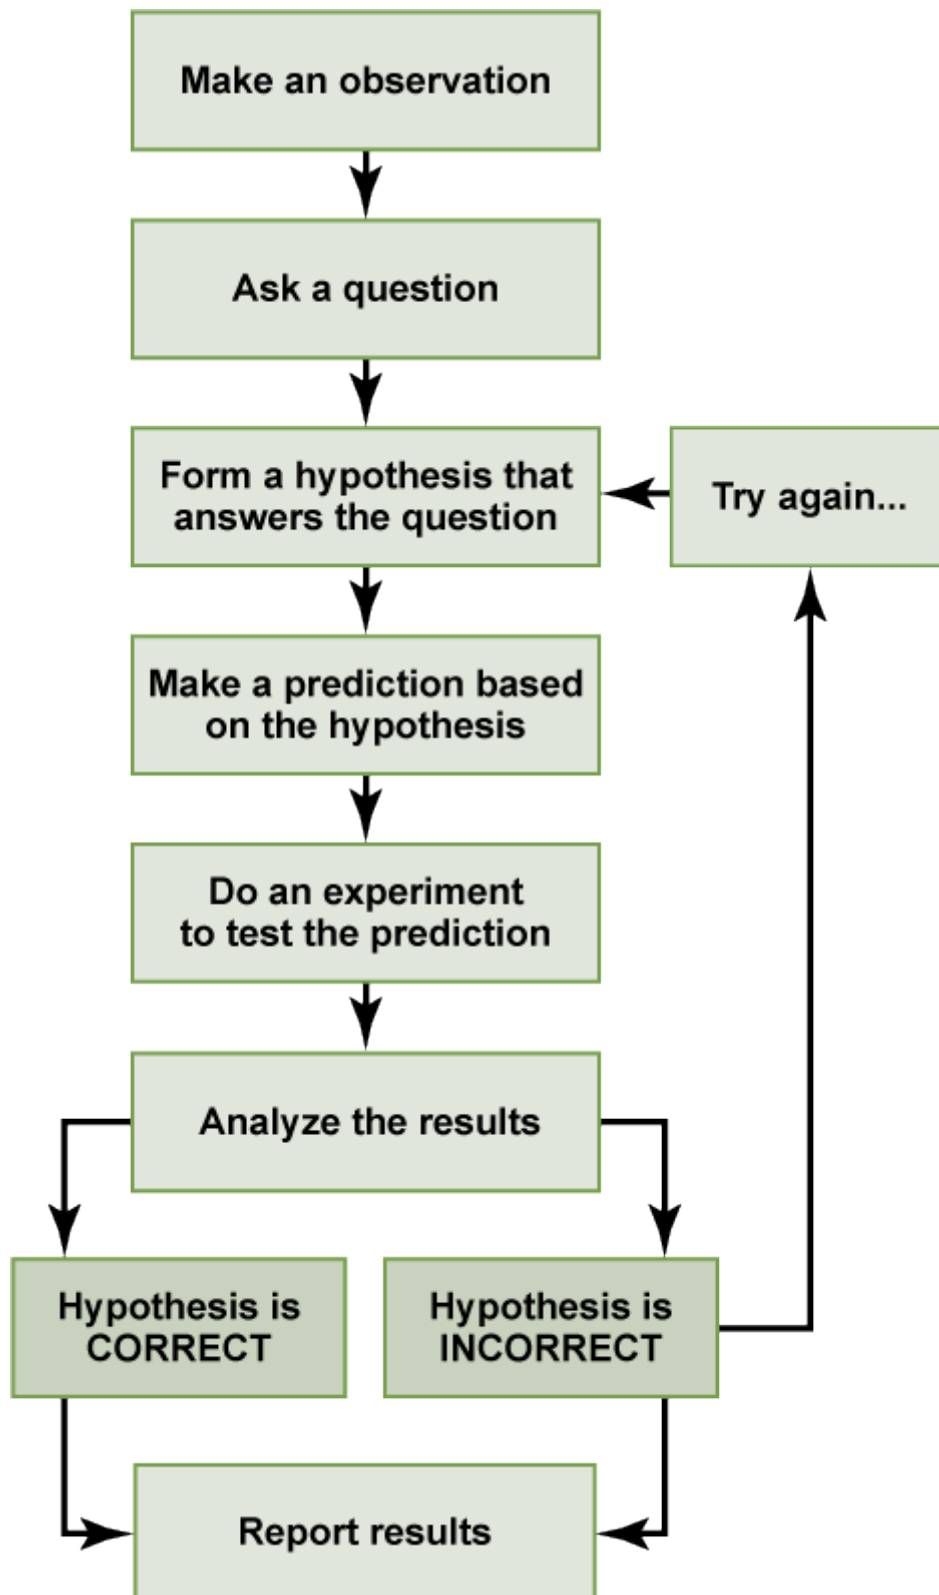 Make an observation
Ask a question
Form a hypothesis that
answers the question
Try again...
Make a prediction based
on the hypothesis
Do an experiment
to test the prediction
Analyze the results
Hypothesis is
CORRECT
Hypothesis is
INCORRECT
Report results